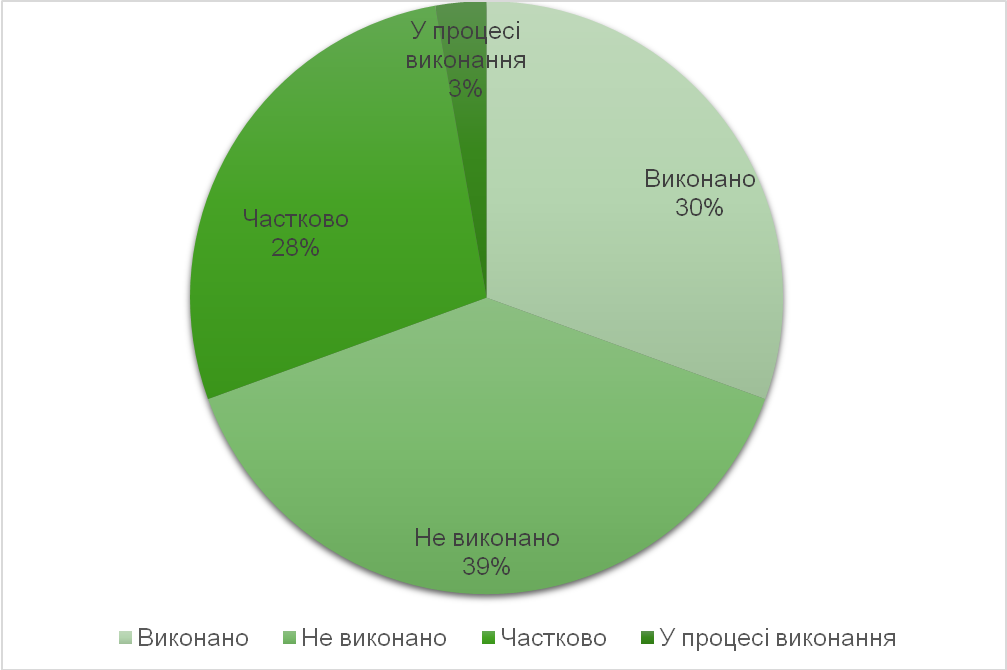 У процесі
виконання
3%
Виконано
30%
Частково
28%
Не виконано
39%
Виконано
Не виконано
Частково
У процесі виконання